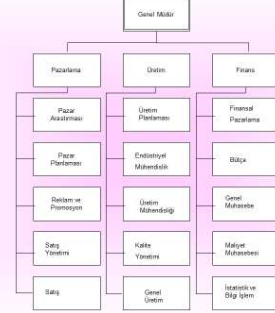 Genel Müdür
Pazarlama
Üretim
Finans
Pazar
Araştırması
Üretim
Planlaması
Finansal
Pazarlama
Pazar
Planlaması
Endüstriyel
Mühendislik
Bütçe
Reklam ve
Promosyon
Üretim
Mühendisliği
Genel
Muhasebe
Satış
Yönetimi
Kalite
Yönetimi
Maliyet
Muhasebesi
Satış
Genel
Üretim
İstatistik ve
Bilgi İşlem